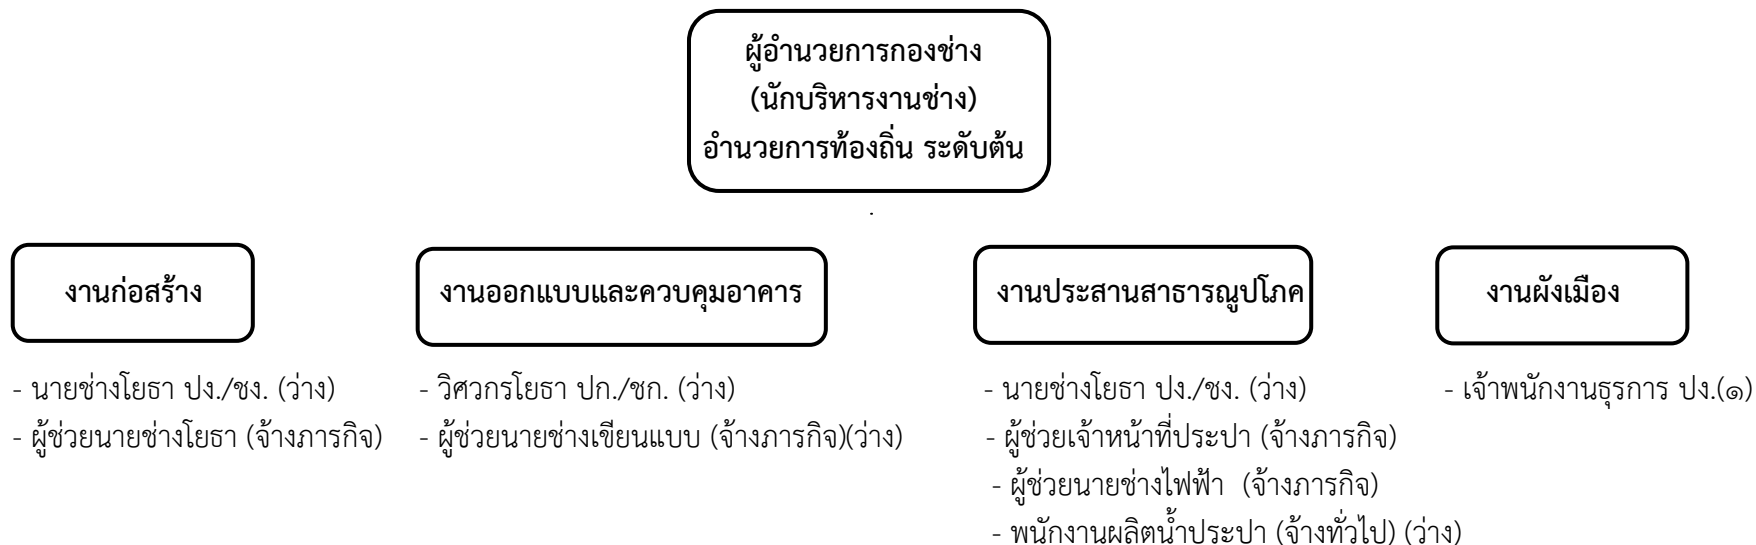 ผู้อำนวยการกองช่าง
(นักบริหารงานช่าง)
อำนวยการท้องถิ่น ระดับต้น
งานก่อสร้าง
- นายช่างโยธา ปง./ชง. (ว่าง)
- ผู้ช่วยนายช่างโยธา (จ้างภารกิจ)
งานออกแบบและควบคุมอาคาร
- วิศวกรโยธา ปก./ชก. (ว่าง)
- ผู้ช่วยนายช่างเขียนแบบ (จ้างภารกิจ)(ว่าง)
งานประสานสาธารณูปโภค
- นายช่างโยธา ปง./ชง. (ว่าง)
- ผู้ช่วยเจ้าหน้าที่ประปา (จ้างภารกิจ)
- ผู้ช่วยนายช่างไฟฟ้า (จ้างภารกิจ)
- พนักงานผลิตน้ำประปา (จ้างทั่วไป) (ว่าง)
งานผังเมือง
- เจ้าพนักงานธุรการ ปง.(๑)